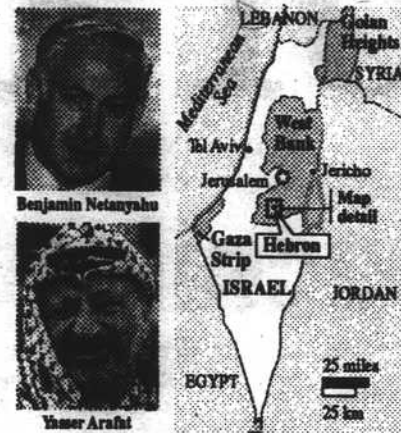 Benjamin Netanyahu
Yasser Arafat
LEBANON
Golan
Heights
SYRIA
Mediterranean
Sea
West
Bank
Tel Aviv
Jerusalem
Jericho
Map
detail
Hebron
Gaza
Strip
ISRAEL
JORDAN
EGYPT
25 miles
25 km